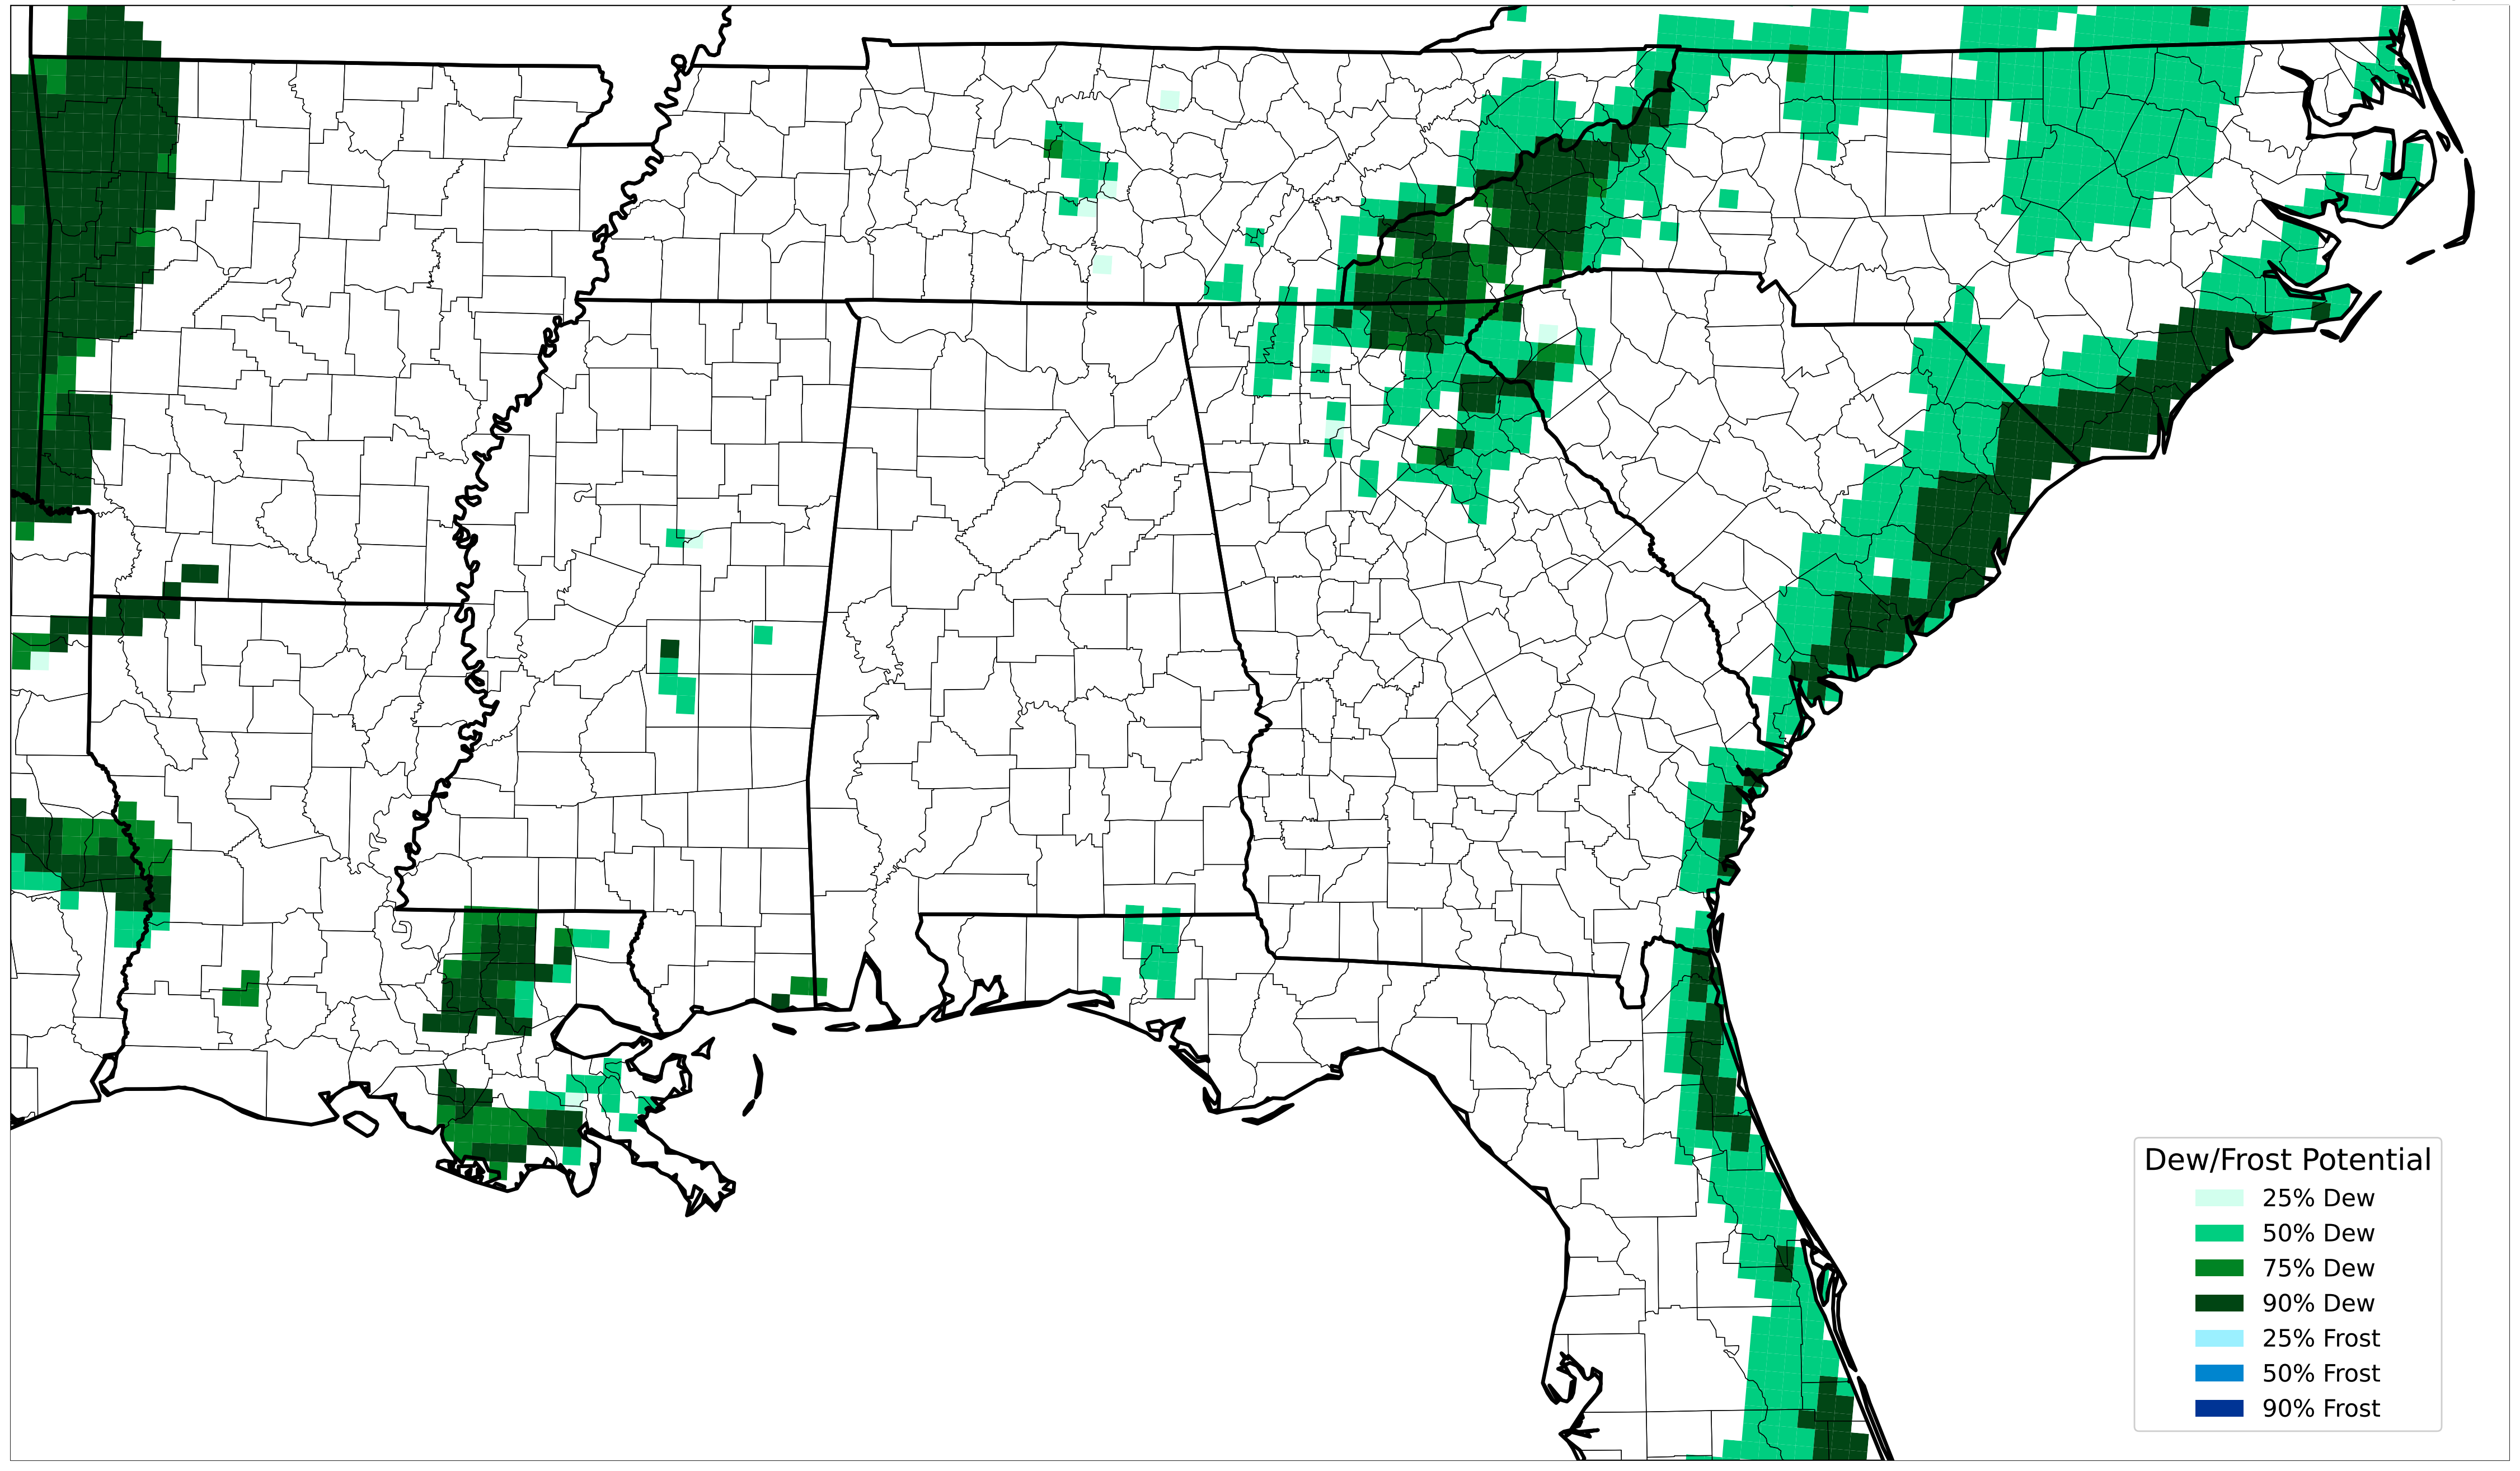 Dew/Frost Potential
25% Dew
50% Dew
75% Dew
90% Dew
25% Frost
50% Frost
90% Frost